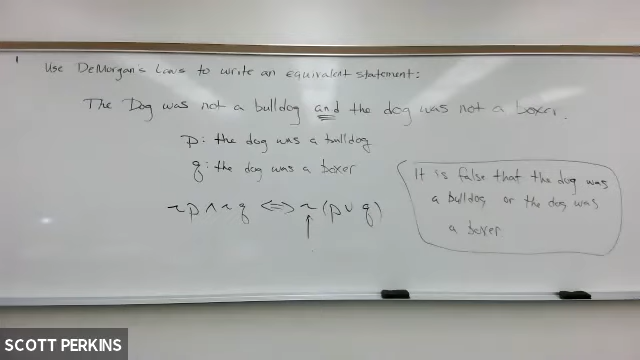 Use DeMorgan's Laws to write an equivalent statement:
The Dog was not a bulldog and the dog was not a boxer.
p: the dog was a bulldog
q: the dog was a boxer
~p ∧ ~q ⟺ ~(p ∨ q)
It is false that the dog was
a bulldog or the dog was
a boxer
SCOTT PERKINS